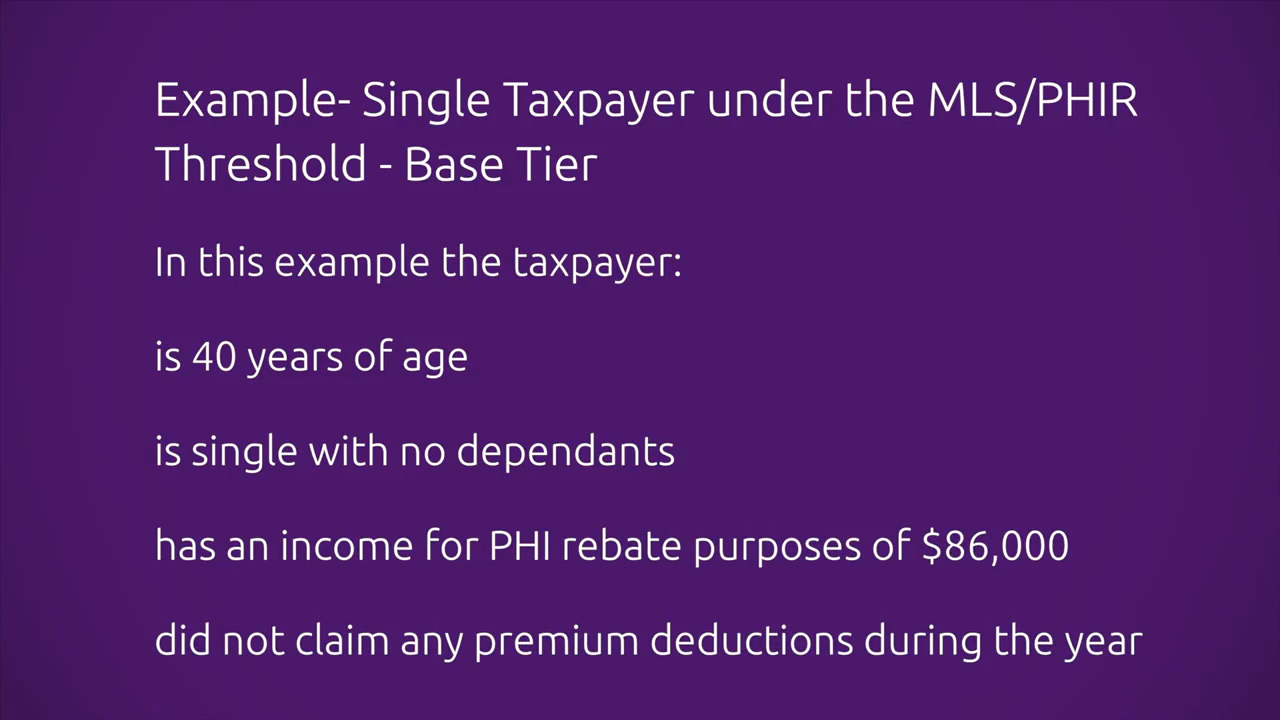 Example- Single Taxpayer under the MLS/PHIR
Threshold - Base Tier
In this example the taxpayer:
is 40 years of age
is single with no dependants
has an income for PHI rebate purposes of $86,000
did not claim any premium deductions during the year